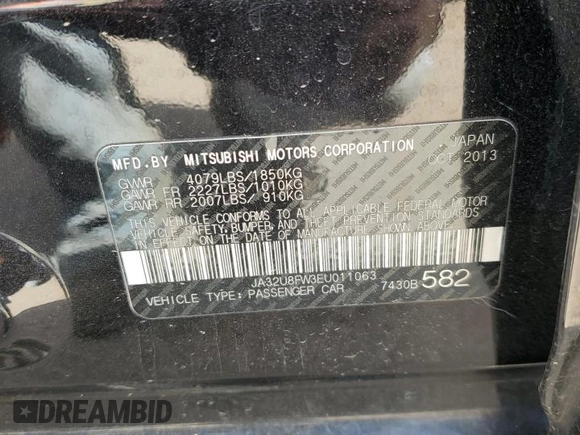 MFD.BY MITSUBISHI MOTORS CORPORATION JAPAN
GVWR 4079LBS/1850KG OCT 2013
GAWR FR 2227LBS/1010KG
GAWR RR 2007LBS/ 910KG
THIS VEHICLE CONFORMS TO ALL APPLICABLE FEDERAL MOTOR
VEHICLE SAFETY, BUMPER, AND THEFT PREVENTION STANDARDS
IN EFFECT ON THE DATE OF MANUFACTURE SHOWN ABOVE.
JA32U8FW3EU011063
VEHICLE TYPE: PASSENGER CAR 7430B 582
DREAMBID